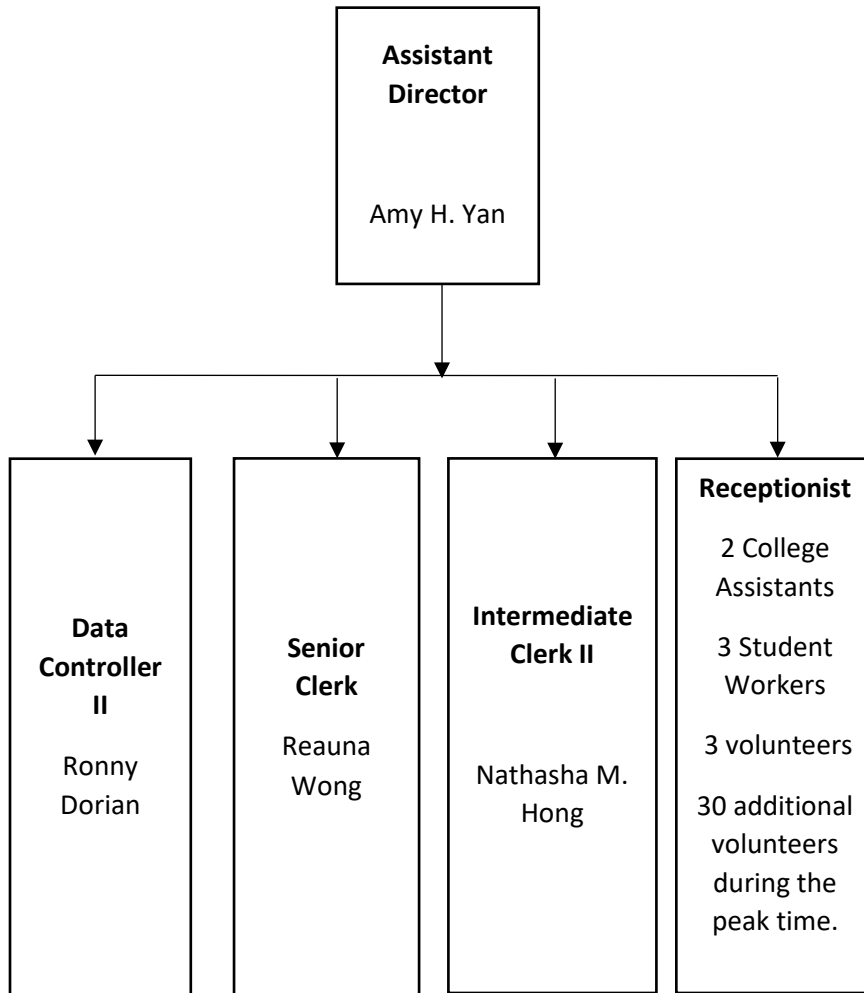 Assistant
Director
Amy H. Yan
Data
Controller
II
Ronny
Dorian
Senior
Clerk
Reauna
Wong
Intermediate
Clerk II
Nathasha M.
Hong
Receptionist
2 College
Assistants
3 Student
Workers
3 volunteers
30 additional
volunteers
during the
peak time.